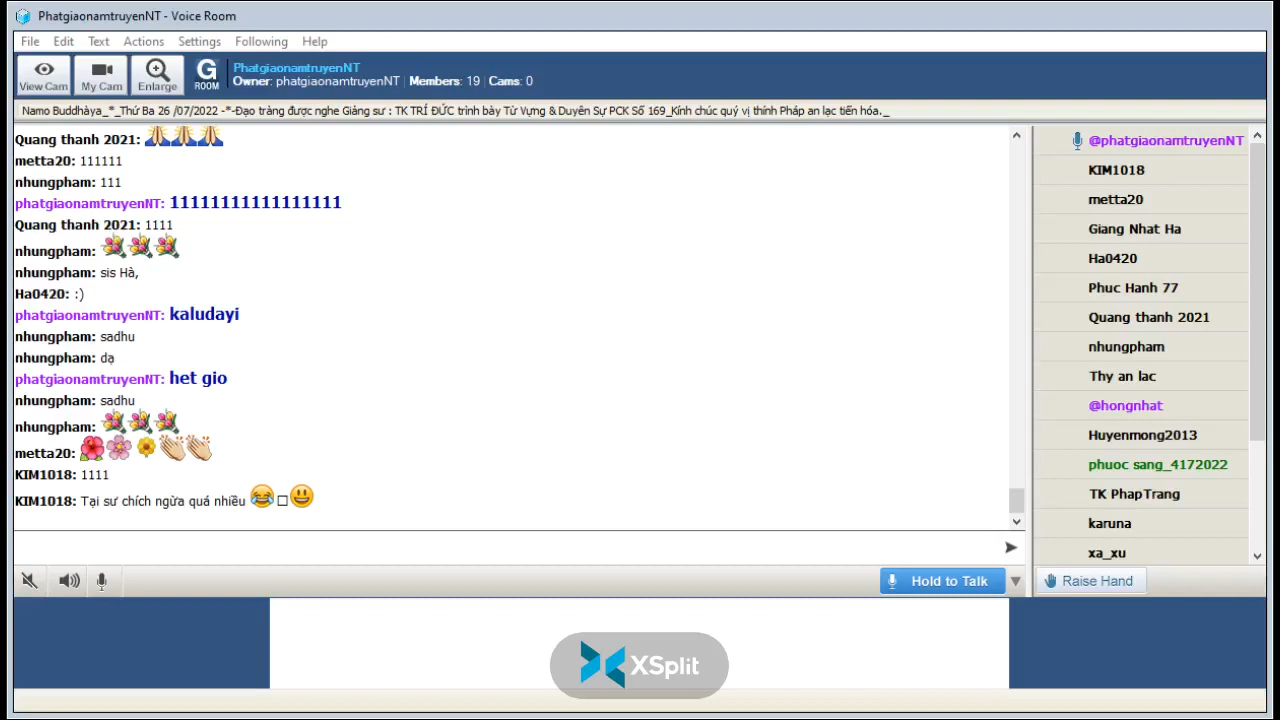 PhatgiaonamtruyenNT - Voice Room
File Edit Text Actions Settings Following Help
View Cam My Cam Enlarge G ROOM
PhatgiaonamtruyenNT
Owner: phatgiaonamtruyenNT | Members: 19 | Cams: 0
Namo Buddhàya_*_Thứ Ba 26 /07/2022 -*-Đạo tràng được nghe Giảng sư : TK TRÍ ĐỨC trình bày Từ Vựng & Duyên Sự PCK Số 169_Kính chúc quý vị thính Pháp an lạc tiến hóa._
Quang thanh 2021:
metta20: 111111
nhungpham: 111
phatgiaonamtruyenNT: 11111111111111111
Quang thanh 2021: 1111
nhungpham:
nhungpham: sis Hà,
Ha0420: :)
phatgiaonamtruyenNT: kaludayi
nhungpham: sadhu
nhungpham: dạ
phatgiaonamtruyenNT: het gio
nhungpham: sadhu
nhungpham:
metta20:
KIM1018: 1111
KIM1018: Tại sư chích ngừa quá nhiều
@phatgiaonamtruyenNT
KIM1018
metta20
Giang Nhat Ha
Ha0420
Phuc Hanh 77
Quang thanh 2021
nhungpham
Thy an lac
@hongnhat
Huyenmong2013
phuoc sang_4172022
TK PhapTrang
karuna
xa_xu
Hold to Talk
Raise Hand
XSplit